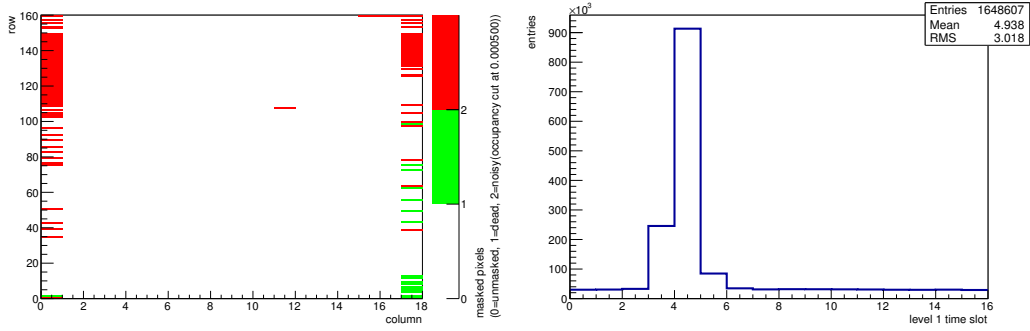 row
160
140
120
100
80
60
40
20
0
0 2 4 6 8 10 12 14 16 18
column
2
1
0
masked pixels
(0=unmasked, 1=dead, 2=noisy(occupancy cut at 0.000500))
×10³
entries
900
800
700
600
500
400
300
200
100
0
0 2 4 6 8 10 12 14 16
level 1 time slot
Entries 1648607
Mean 4.938
RMS 3.018